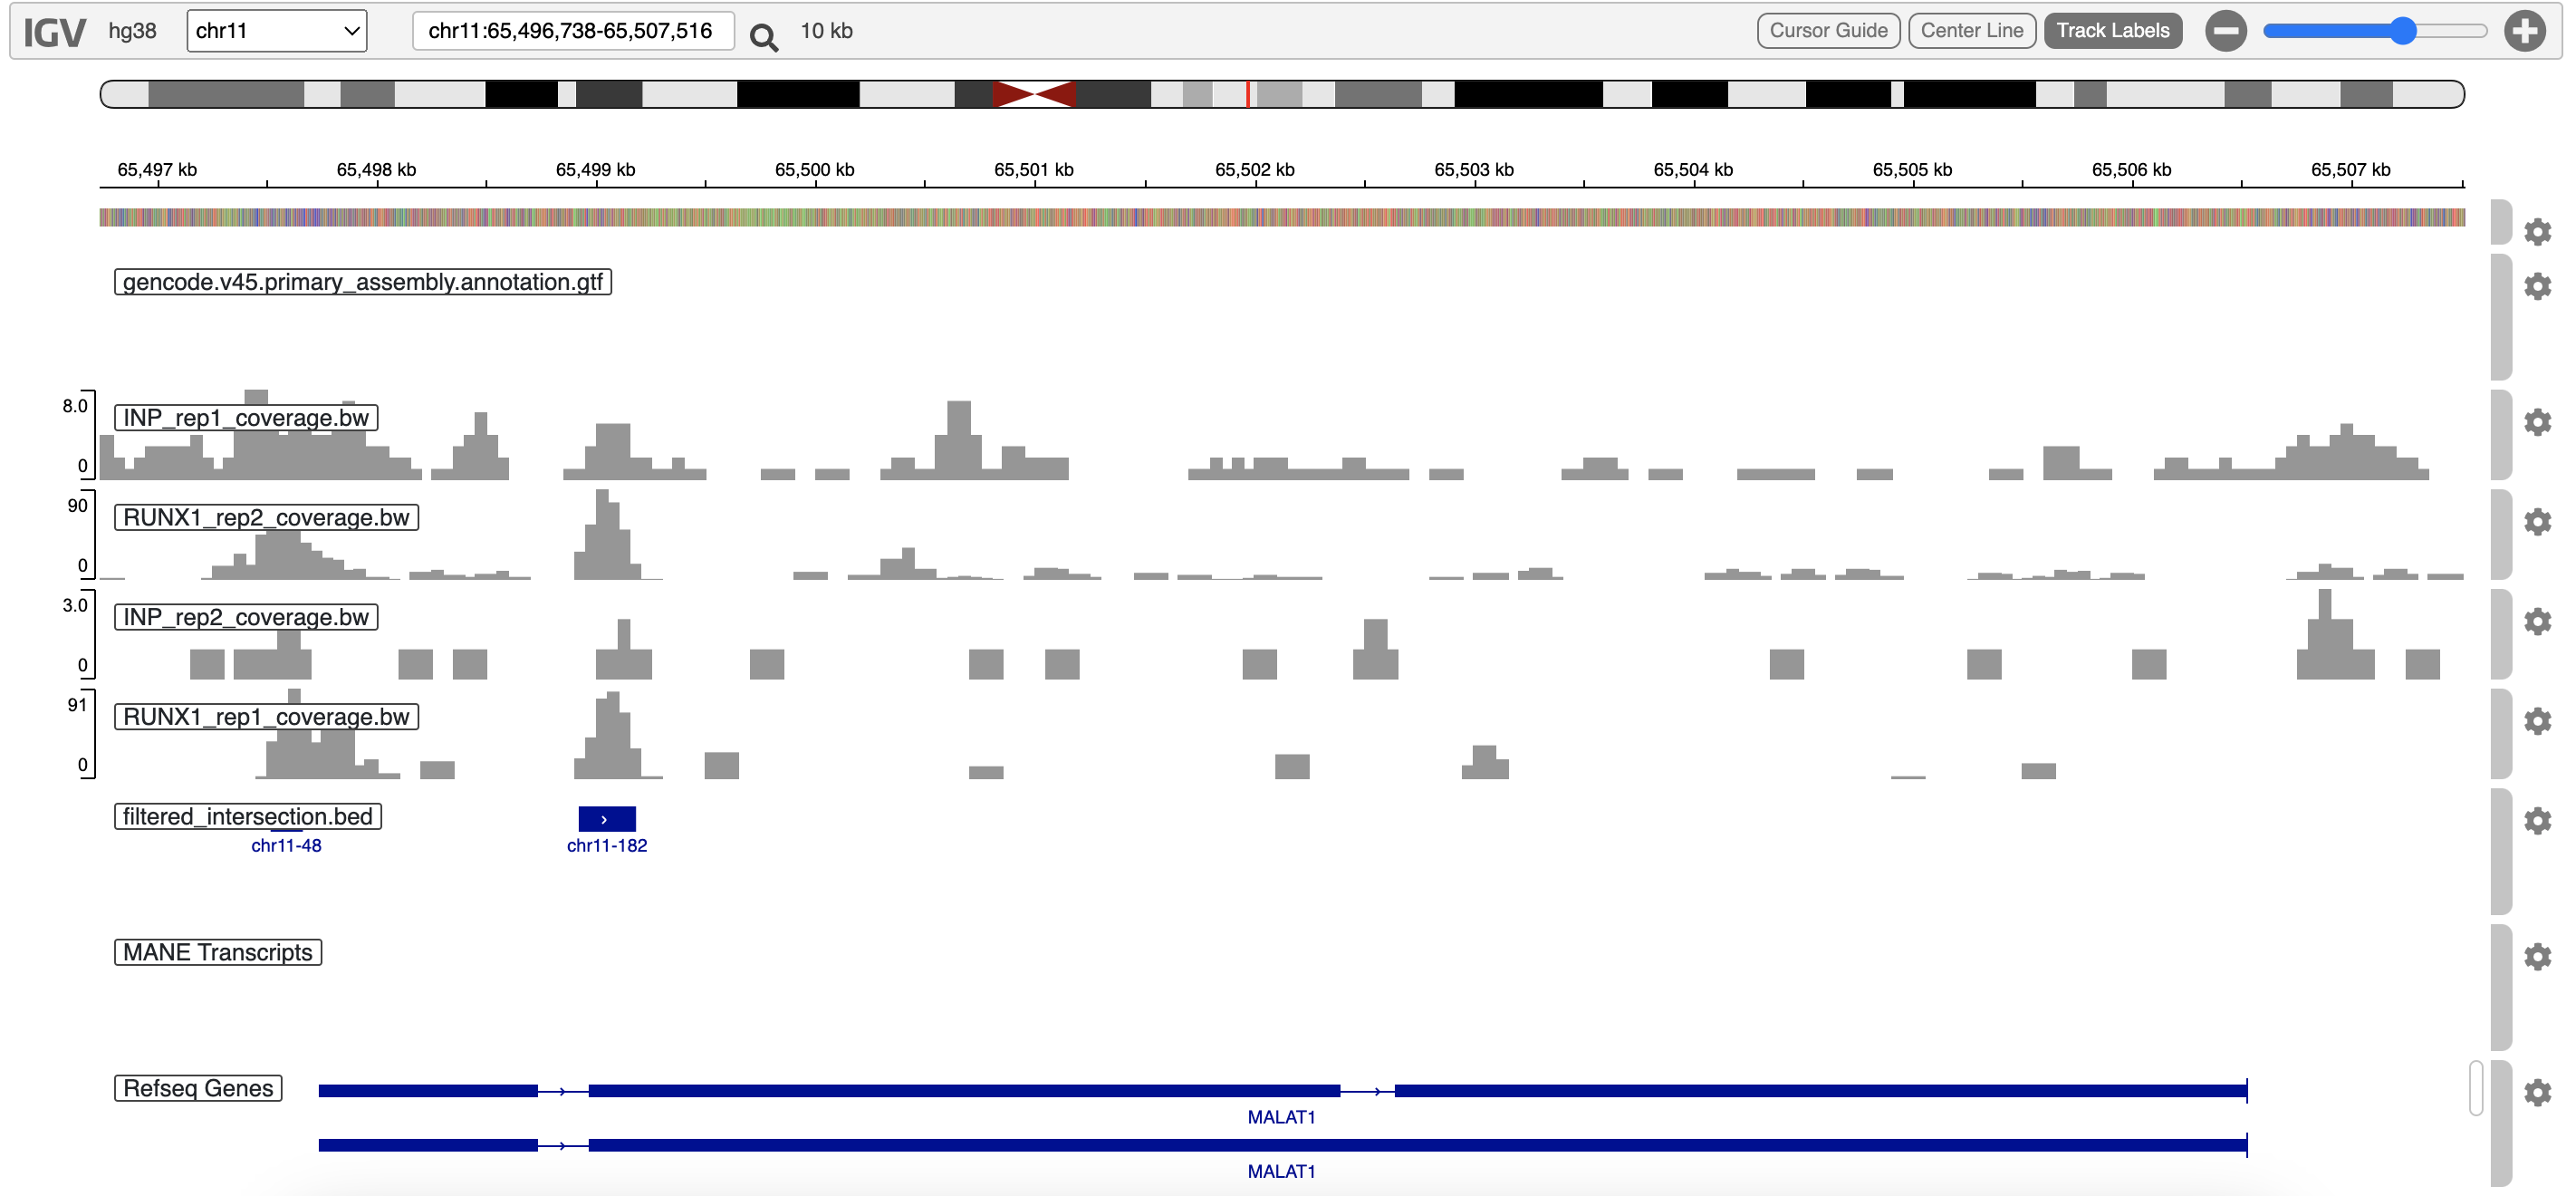 IGV hg38 chr11 chr11:65,496,738-65,507,516 10 kb Cursor Guide Center Line Track Labels
65,497 kb 65,498 kb 65,499 kb 65,500 kb 65,501 kb 65,502 kb 65,503 kb 65,504 kb 65,505 kb 65,506 kb 65,507 kb
gencode.v45.primary_assembly.annotation.gtf
8.0
INP_rep1_coverage.bw
0
90
RUNX1_rep2_coverage.bw
0
3.0
INP_rep2_coverage.bw
0
91
RUNX1_rep1_coverage.bw
0
filtered_intersection.bed
chr11-48 chr11-182
MANE Transcripts
Refseq Genes
MALAT1
MALAT1